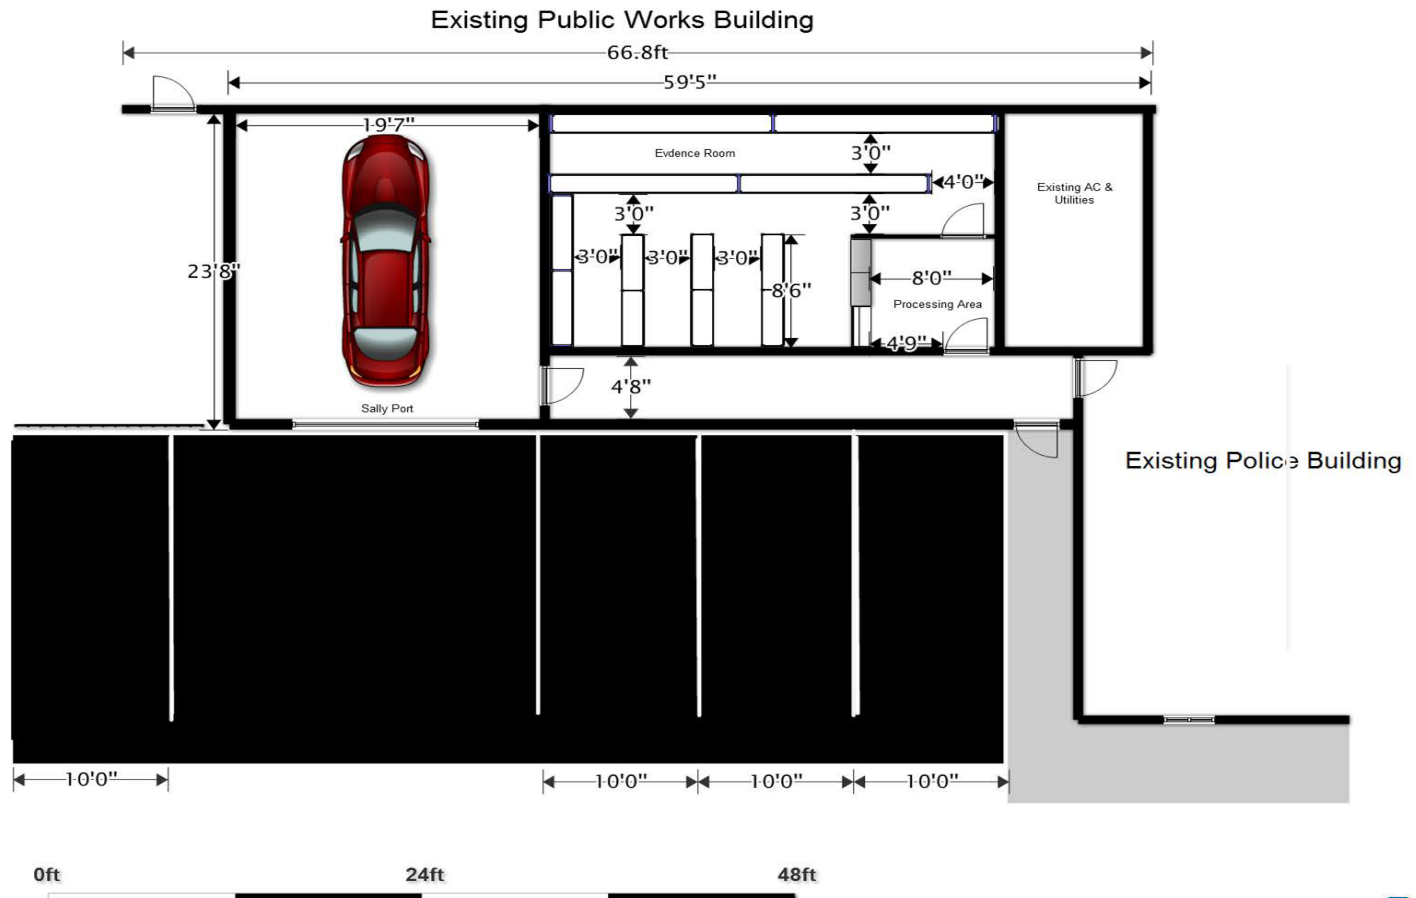 Existing Public Works Building
66.8ft
59'5"
19'7"
Evdence Room
3'0"
4'0"
Existing AC &
Utilities
3'0"
3'0"
3'0"
3'0"
3'0"
23'8"
8'0"
8'6"
Processing Area
4'9"
4'8"
Sally Port
Existing Police Building
10'0"
10'0"
10'0"
10'0"
0ft
24ft
48ft